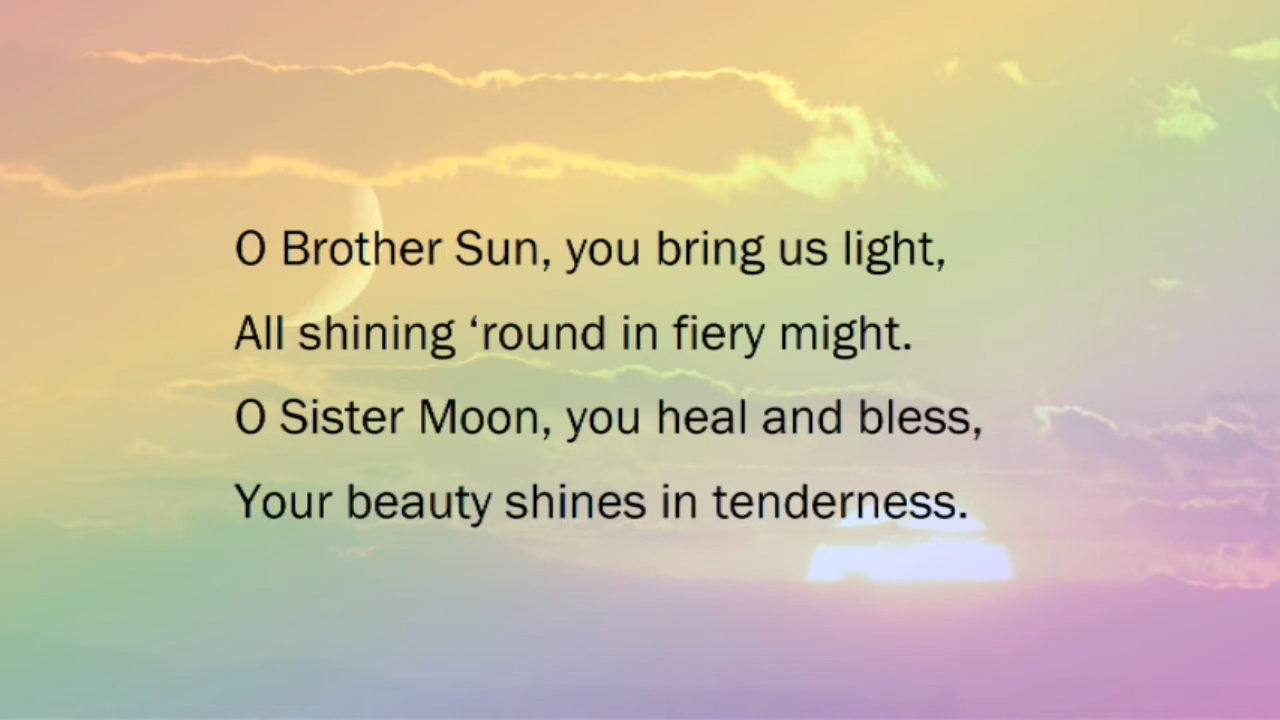 O Brother Sun, you bring us light,
All shining ‘round in fiery might.
O Sister Moon, you heal and bless,
Your beauty shines in tenderness.